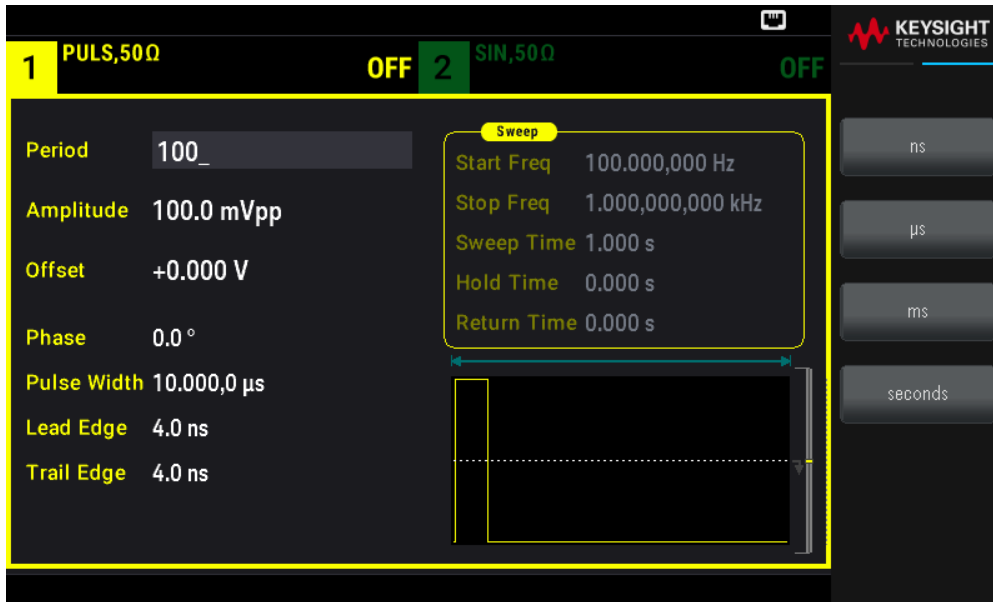 KEYSIGHT
TECHNOLOGIES
1 PULS,50Ω OFF 2 SIN,50Ω OFF
Period 100_
Amplitude 100.0 mVpp
Offset +0.000 V
Phase 0.0 °
Pulse Width 10.000,0 µs
Lead Edge 4.0 ns
Trail Edge 4.0 ns
Sweep
Start Freq 100.000,000 Hz
Stop Freq 1.000,000,000 kHz
Sweep Time 1.000 s
Hold Time 0.000 s
Return Time 0.000 s
ns
µs
ms
seconds